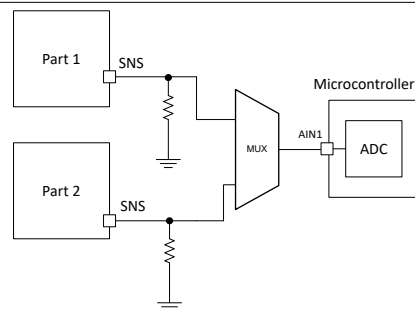 Part 1
SNS
Microcontroller
AIN1
MUX
ADC
Part 2
SNS